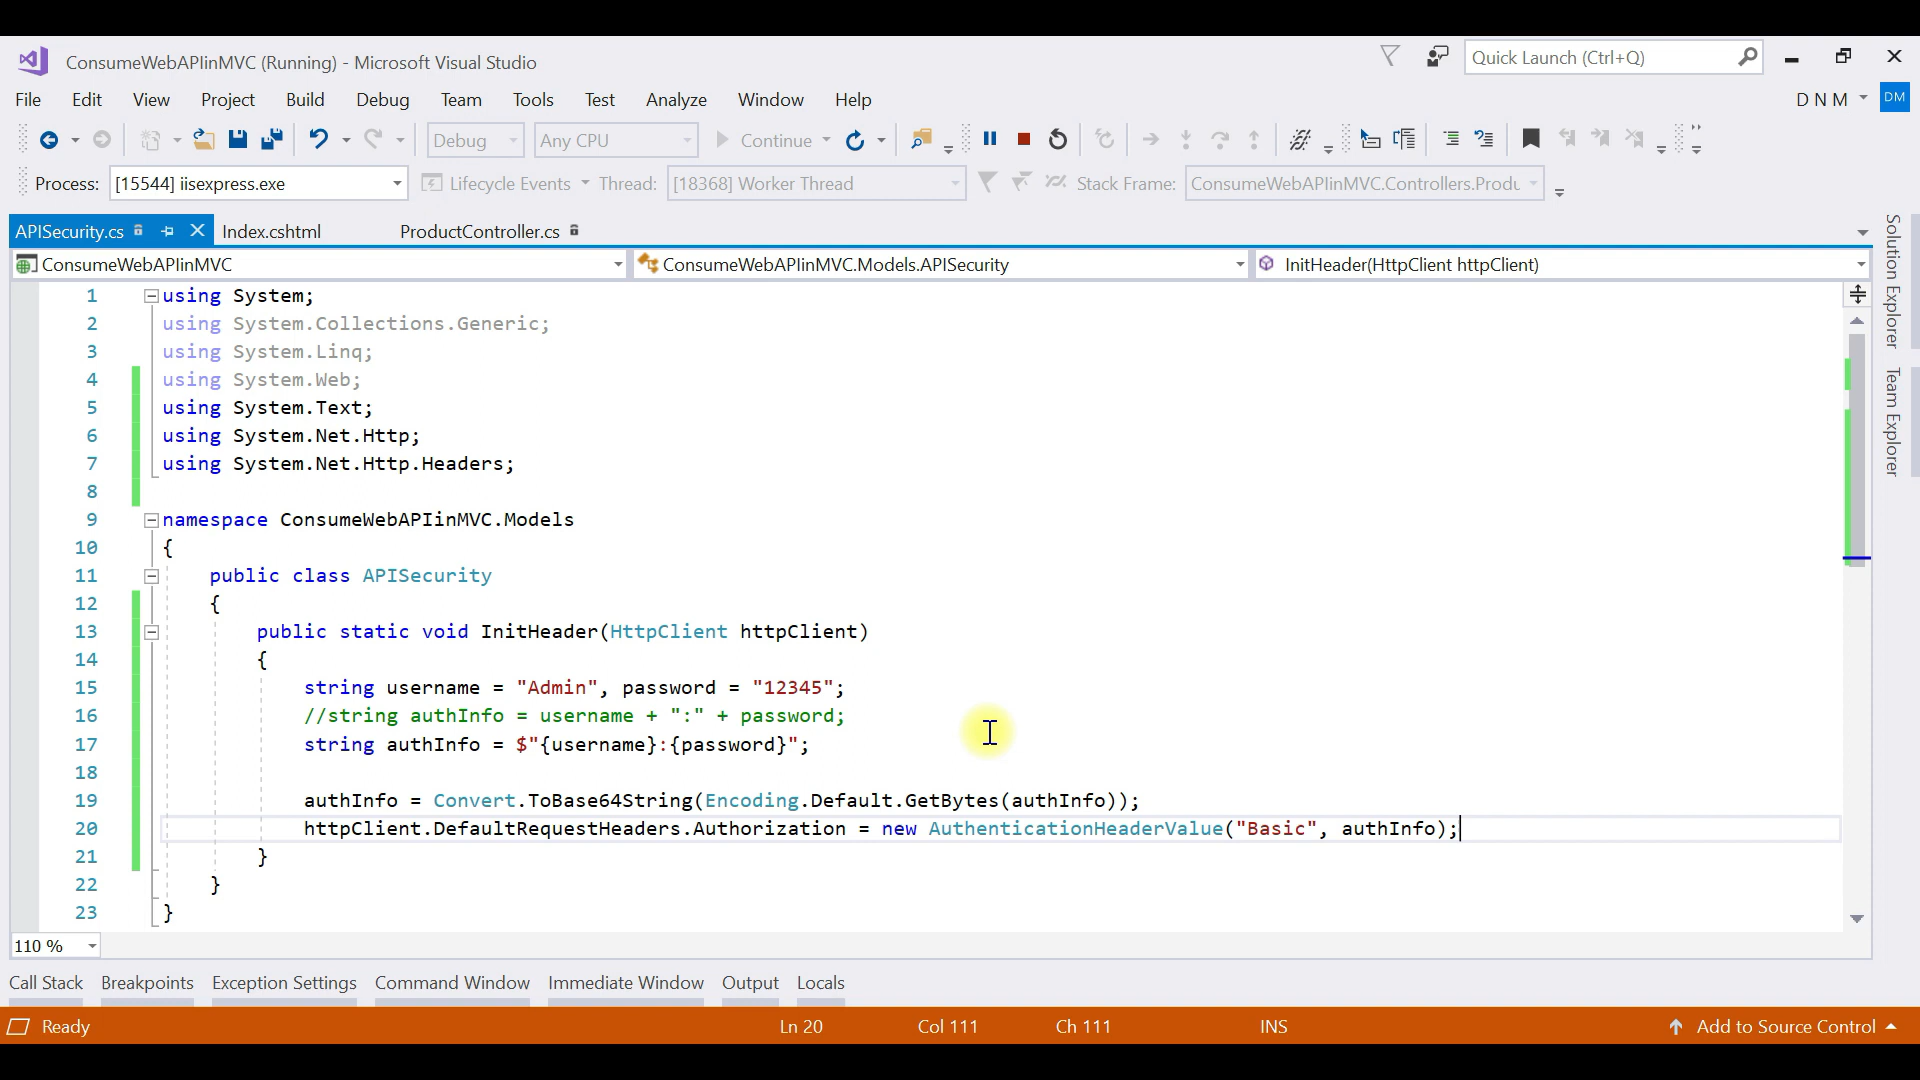 ConsumeWebAPIinMVC (Running) - Microsoft Visual Studio
Quick Launch (Ctrl+Q)
File Edit View Project Build Debug Team Tools Test Analyze Window Help
D N M DM
Debug Any CPU Continue
Process: [15544] iisexpress.exe Lifecycle Events Thread: [18368] Worker Thread Stack Frame: ConsumeWebAPIinMVC.Controllers.Produ
APISecurity.cs Index.cshtml ProductController.cs
ConsumeWebAPIinMVC ConsumeWebAPIinMVC.Models.APISecurity InitHeader(HttpClient httpClient)
1 using System;
2 using System.Collections.Generic;
3 using System.Linq;
4 using System.Web;
5 using System.Text;
6 using System.Net.Http;
7 using System.Net.Http.Headers;
8
9 namespace ConsumeWebAPIinMVC.Models
10 {
11 public class APISecurity
12 {
13 public static void InitHeader(HttpClient httpClient)
14 {
15 string username = "Admin", password = "12345";
16 //string authInfo = username + ":" + password;
17 string authInfo = $"{username}:{password}";
18
19 authInfo = Convert.ToBase64String(Encoding.Default.GetBytes(authInfo));
20 httpClient.DefaultRequestHeaders.Authorization = new AuthenticationHeaderValue("Basic", authInfo);
21 }
22 }
23 }
Solution Explorer
Team Explorer
110 %
Call Stack Breakpoints Exception Settings Command Window Immediate Window Output Locals
Ready Ln 20 Col 111 Ch 111 INS Add to Source Control